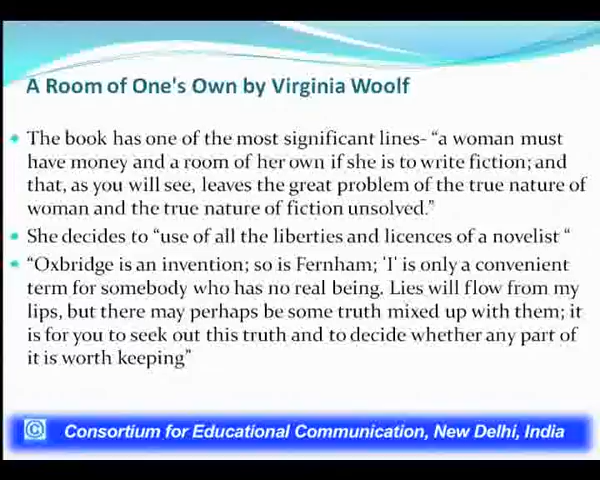 A Room of One's Own by Virginia Woolf
The book has one of the most significant lines- “a woman must
have money and a room of her own if she is to write fiction; and
that, as you will see, leaves the great problem of the true nature of
woman and the true nature of fiction unsolved.”
She decides to “use of all the liberties and licences of a novelist “
“Oxbridge is an invention; so is Fernham; 'I' is only a convenient
term for somebody who has no real being. Lies will flow from my
lips, but there may perhaps be some truth mixed up with them; it
is for you to seek out this truth and to decide whether any part of
it is worth keeping”
© Consortium for Educational Communication, New Delhi, India